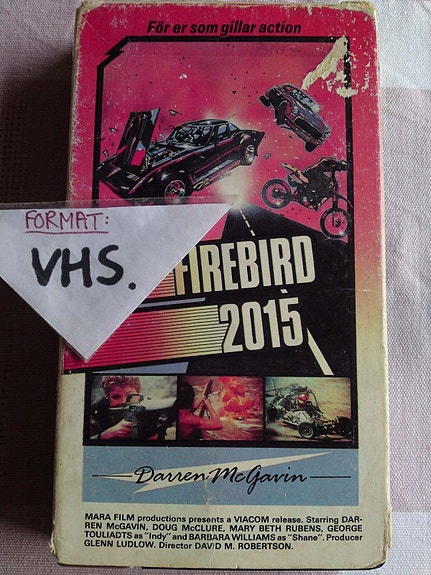 För er som gillar action
FORMAT:
VHS.
FIREBIRD
2015
Darren McGavin
MARA FILM productions presents a VIACOM release. Starring DAR-
REN McGAVIN, DOUG McCLURE, MARY BETH RUBENS, GEORGE
TOULIADTS as "Indy" and BARBARA WILLIAMS as "Shane". Producer
GLENN LUDLOW. Director DAVID M. ROBERTSON.